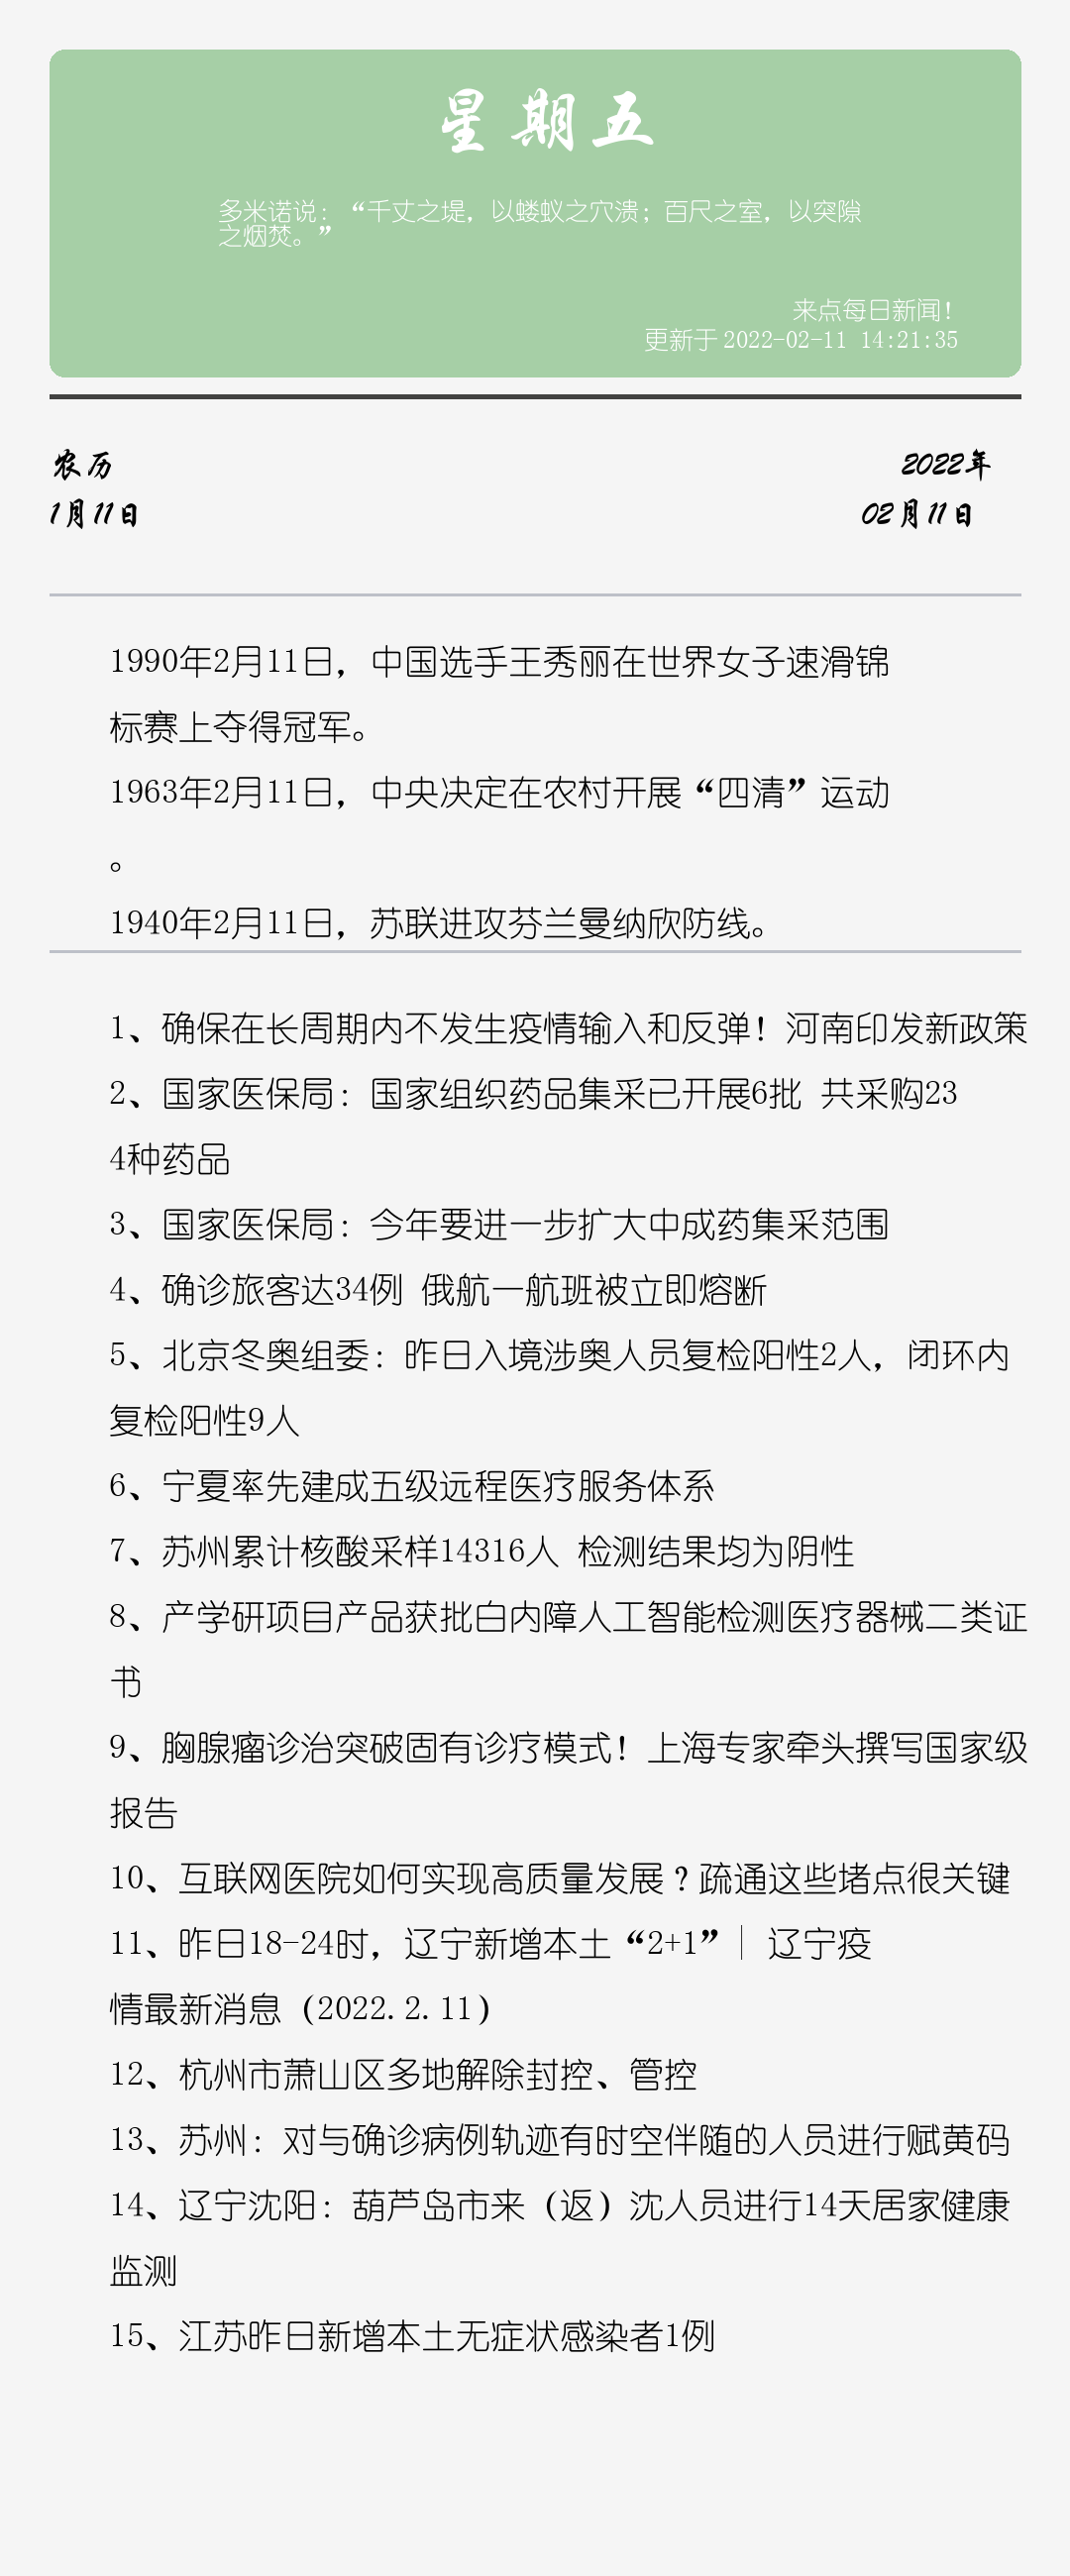 星期五
多米诺说：“千丈之堤，以蝼蚁之穴溃；百尺之室，以突隙
之烟焚。”
来点每日新闻！
更新于 2022-02-11 14:21:35
农历
2022年
1月11日
02月11日
1990年2月11日，中国选手王秀丽在世界女子速滑锦
标赛上夺得冠军。
1963年2月11日，中央决定在农村开展“四清”运动
。
1940年2月11日，苏联进攻芬兰曼纳欣防线。
1、确保在长周期内不发生疫情输入和反弹！河南印发新政策
2、国家医保局：国家组织药品集采已开展6批 共采购23
4种药品
3、国家医保局：今年要进一步扩大中成药集采范围
4、确诊旅客达34例 俄航一航班被立即熔断
5、北京冬奥组委：昨日入境涉奥人员复检阳性2人，闭环内
复检阳性9人
6、宁夏率先建成五级远程医疗服务体系
7、苏州累计核酸采样14316人 检测结果均为阴性
8、产学研项目产品获批白内障人工智能检测医疗器械二类证
书
9、胸腺瘤诊治突破固有诊疗模式！上海专家牵头撰写国家级
报告
10、互联网医院如何实现高质量发展？疏通这些堵点很关键
11、昨日18-24时，辽宁新增本土“2+1”│ 辽宁疫
情最新消息（2022.2.11）
12、杭州市萧山区多地解除封控、管控
13、苏州：对与确诊病例轨迹有时空伴随的人员进行赋黄码
14、辽宁沈阳：葫芦岛市来（返）沈人员进行14天居家健康
监测
15、江苏昨日新增本土无症状感染者1例